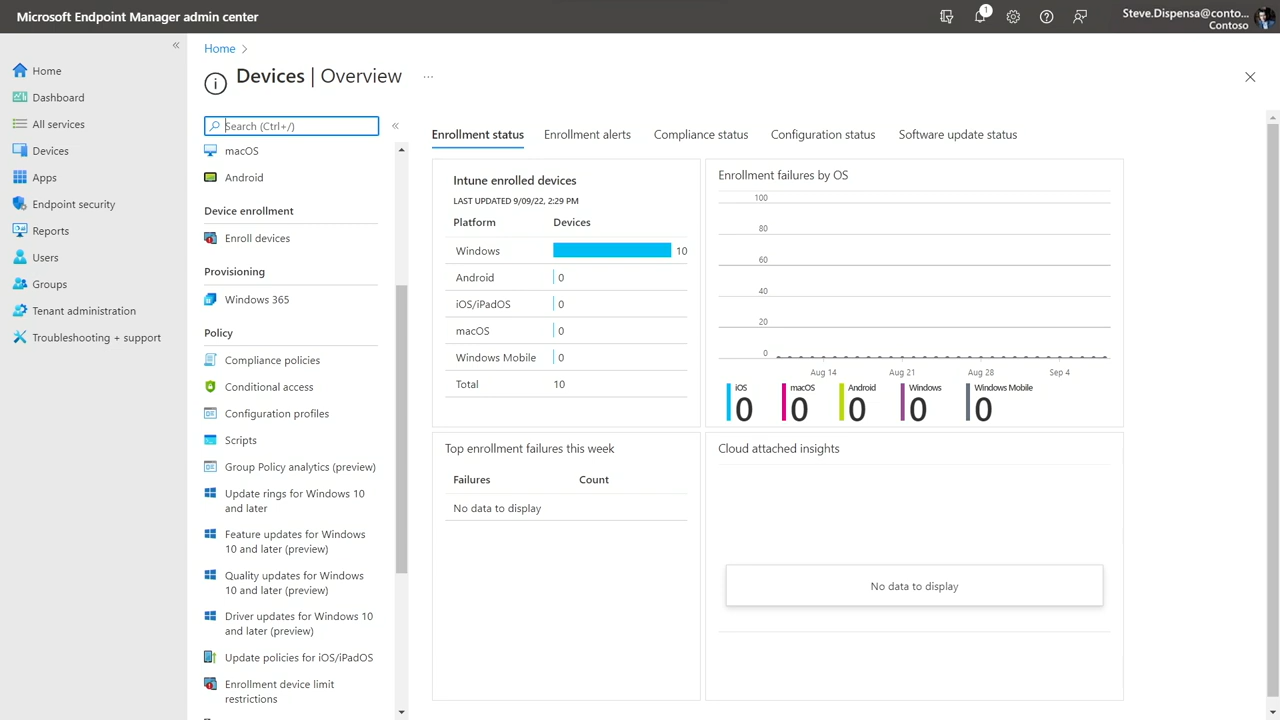 Microsoft Endpoint Manager admin center
1
Steve.Dispensa@conto...
Contoso
Home
Dashboard
All services
Devices
Apps
Endpoint security
Reports
Users
Groups
Tenant administration
Troubleshooting + support
Home
Devices | Overview
...
Search (Ctrl+/)
macOS
Android
Device enrollment
Enroll devices
Provisioning
Windows 365
Policy
Compliance policies
Conditional access
Configuration profiles
Scripts
Group Policy analytics (preview)
Update rings for Windows 10
and later
Feature updates for Windows
10 and later (preview)
Quality updates for Windows
10 and later (preview)
Driver updates for Windows 10
and later (preview)
Update policies for iOS/iPadOS
Enrollment device limit
restrictions
Enrollment status Enrollment alerts Compliance status Configuration status Software update status
Intune enrolled devices
LAST UPDATED 9/09/22, 2:29 PM
Platform Devices
Windows 10
Android 0
iOS/iPadOS 0
macOS 0
Windows Mobile 0
Total 10
Enrollment failures by OS
100
80
60
40
20
0
Aug 14 Aug 21 Aug 28 Sep 4
iOS macOS Android Windows Windows Mobile
0 0 0 0 0
Top enrollment failures this week
Failures Count
No data to display
Cloud attached insights
No data to display